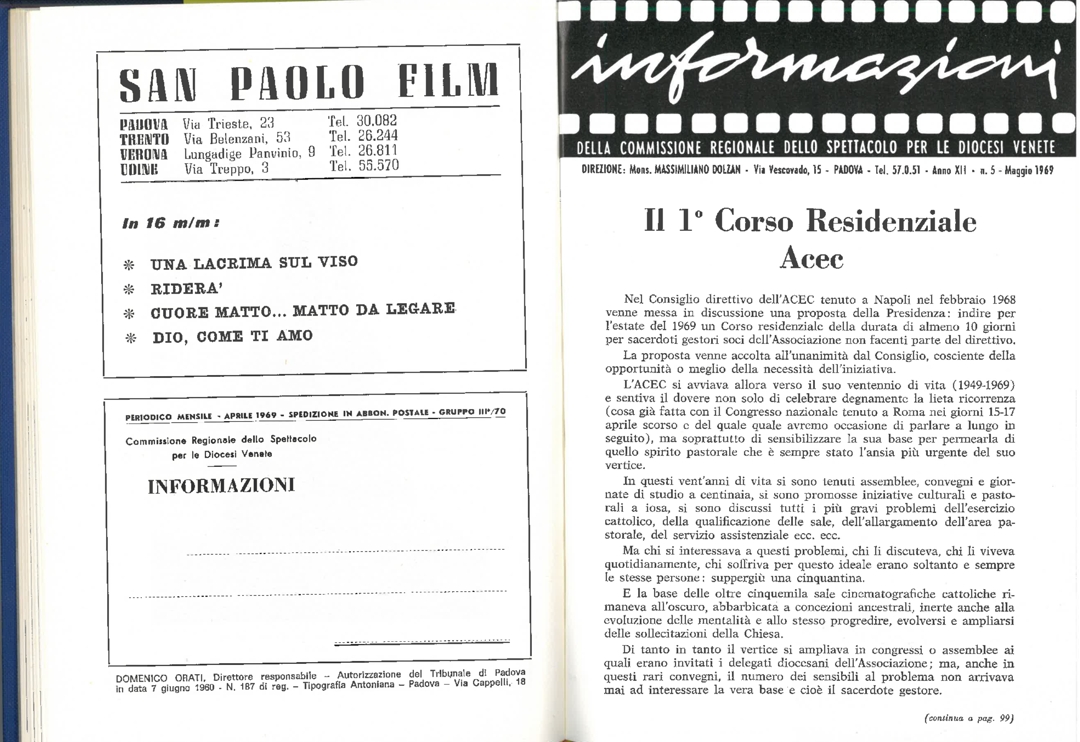 SAN PAOLO FILM
PADOVA Via Trieste, 23 Tel. 30.082
TRENTO Via Belenzani, 53 Tel. 26.244
VERONA Lungadige Panvinio, 9 Tel. 26.811
UDINE Via Treppo, 3 Tel. 55.570
In 16 m/m:
❊ UNA LACRIMA SUL VISO
❊ RIDERA'
❊ CUORE MATTO... MATTO DA LEGARE
❊ DIO, COME TI AMO
PERIODICO MENSILE - APRILE 1969 - SPEDIZIONE IN ABBON. POSTALE - GRUPPO IIIº/70
Commissione Regionale dello Spettacolo
per le Diocesi Venete
INFORMAZIONI
DOMENICO ORATI, Direttore responsabile – Autorizzazione del Tribunale di Padova
in data 7 giugno 1960 - N. 187 di reg. – Tipografia Antoniana – Padova - Via Cappelli, 18
informazioni
DELLA COMMISSIONE REGIONALE DELLO SPETTACOLO PER LE DIOCESI VENETE
DIREZIONE: Mons. MASSIMILIANO DOLZAN - Via Vescovado, 15 - PADOVA - Tel. 57.0.51 - Anno XII - n. 5 - Maggio 1969
Il 1º Corso Residenziale
Acec
Nel Consiglio direttivo dell'ACEC tenuto a Napoli nel febbraio 1968
venne messa in discussione una proposta della Presidenza: indire per
l'estate del 1969 un Corso residenziale della durata di almeno 10 giorni
per sacerdoti gestori soci dell'Associazione non facenti parte del direttivo.
La proposta venne accolta all'unanimità dal Consiglio, cosciente della
opportunità o meglio della necessità dell'iniziativa.
L'ACEC si avviava allora verso il suo ventennio di vita (1949-1969)
e sentiva il dovere non solo di celebrare degnamente la lieta ricorrenza
(cosa già fatta con il Congresso nazionale tenuto a Roma nei giorni 15-17
aprile scorso e del quale quale avremo occasione di parlare a lungo in
seguito), ma soprattutto di sensibilizzare la sua base per permearla di
quello spirito pastorale che è sempre stato l'ansia più urgente del suo
vertice.
In questi vent'anni di vita si sono tenuti assemblee, convegni e gior-
nate di studio a centinaia, si sono promosse iniziative culturali e pasto-
rali a iosa, si sono discussi tutti i più gravi problemi dell'esercizio
cattolico, della qualificazione delle sale, dell'allargamento dell'area pa-
storale, del servizio assistenziale ecc. ecc.
Ma chi si interessava a questi problemi, chi li discuteva, chi li viveva
quotidianamente, chi soffriva per questo ideale erano soltanto e sempre
le stesse persone: suppergiù una cinquantina.
E la base delle oltre cinquemila sale cinematografiche cattoliche ri-
maneva all'oscuro, abbarbicata a concezioni ancestrali, inerte anche alla
evoluzione delle mentalità e allo stesso progredire, evolversi e ampliarsi
delle sollecitazioni della Chiesa.
Di tanto in tanto il vertice si ampliava in congressi o assemblee ai
quali erano invitati i delegati diocesani dell'Associazione; ma, anche in
questi rari convegni, il numero dei sensibili al problema non arrivava
mai ad interessare la vera base e cioè il sacerdote gestore.
(continua a pag. 99)